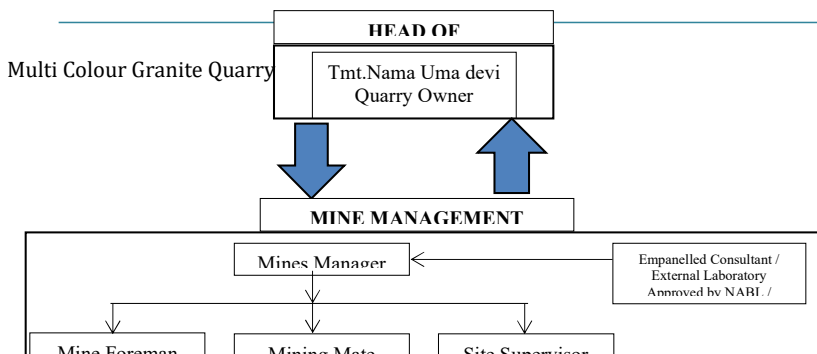 HEAD OF
Multi Colour Granite Quarry
Tmt.Nama Uma devi
Quarry Owner
MINE MANAGEMENT
Mines Manager
Empanelled Consultant /
External Laboratory
Approved by NABL /
Mine Foreman
Mining Mate
Site Supervisor